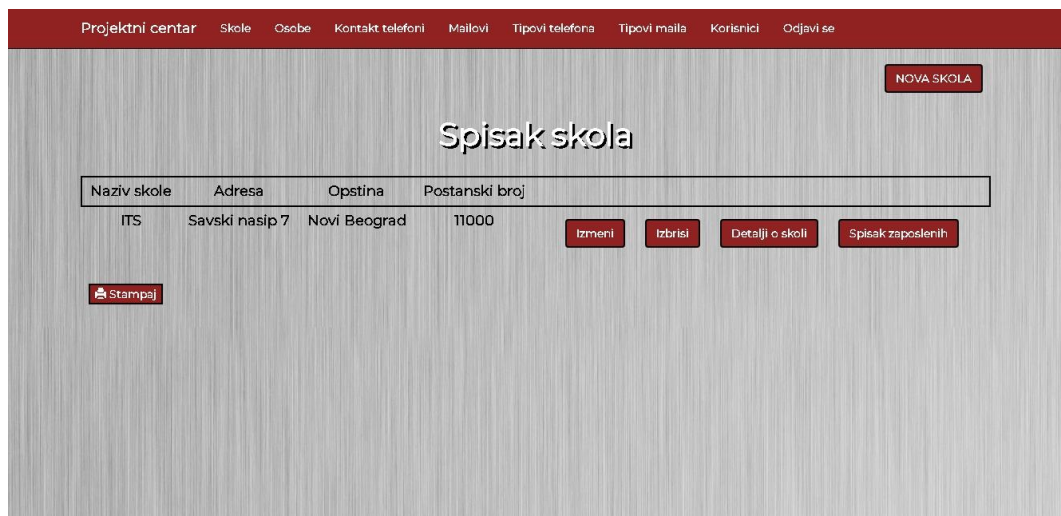 Projektni centar Skole Osobe Kontakt telefoni Mailovi Tipovi telefona Tipovi maila Korisnici Odjavi se
NOVA SKOLA
Spisak skola
Naziv skole Adresa Opstina Postanski broj
ITS Savski nasip 7 Novi Beograd 11000 Izmeni Izbrisi Detalji o skoli Spisak zaposlenih
Stampaj